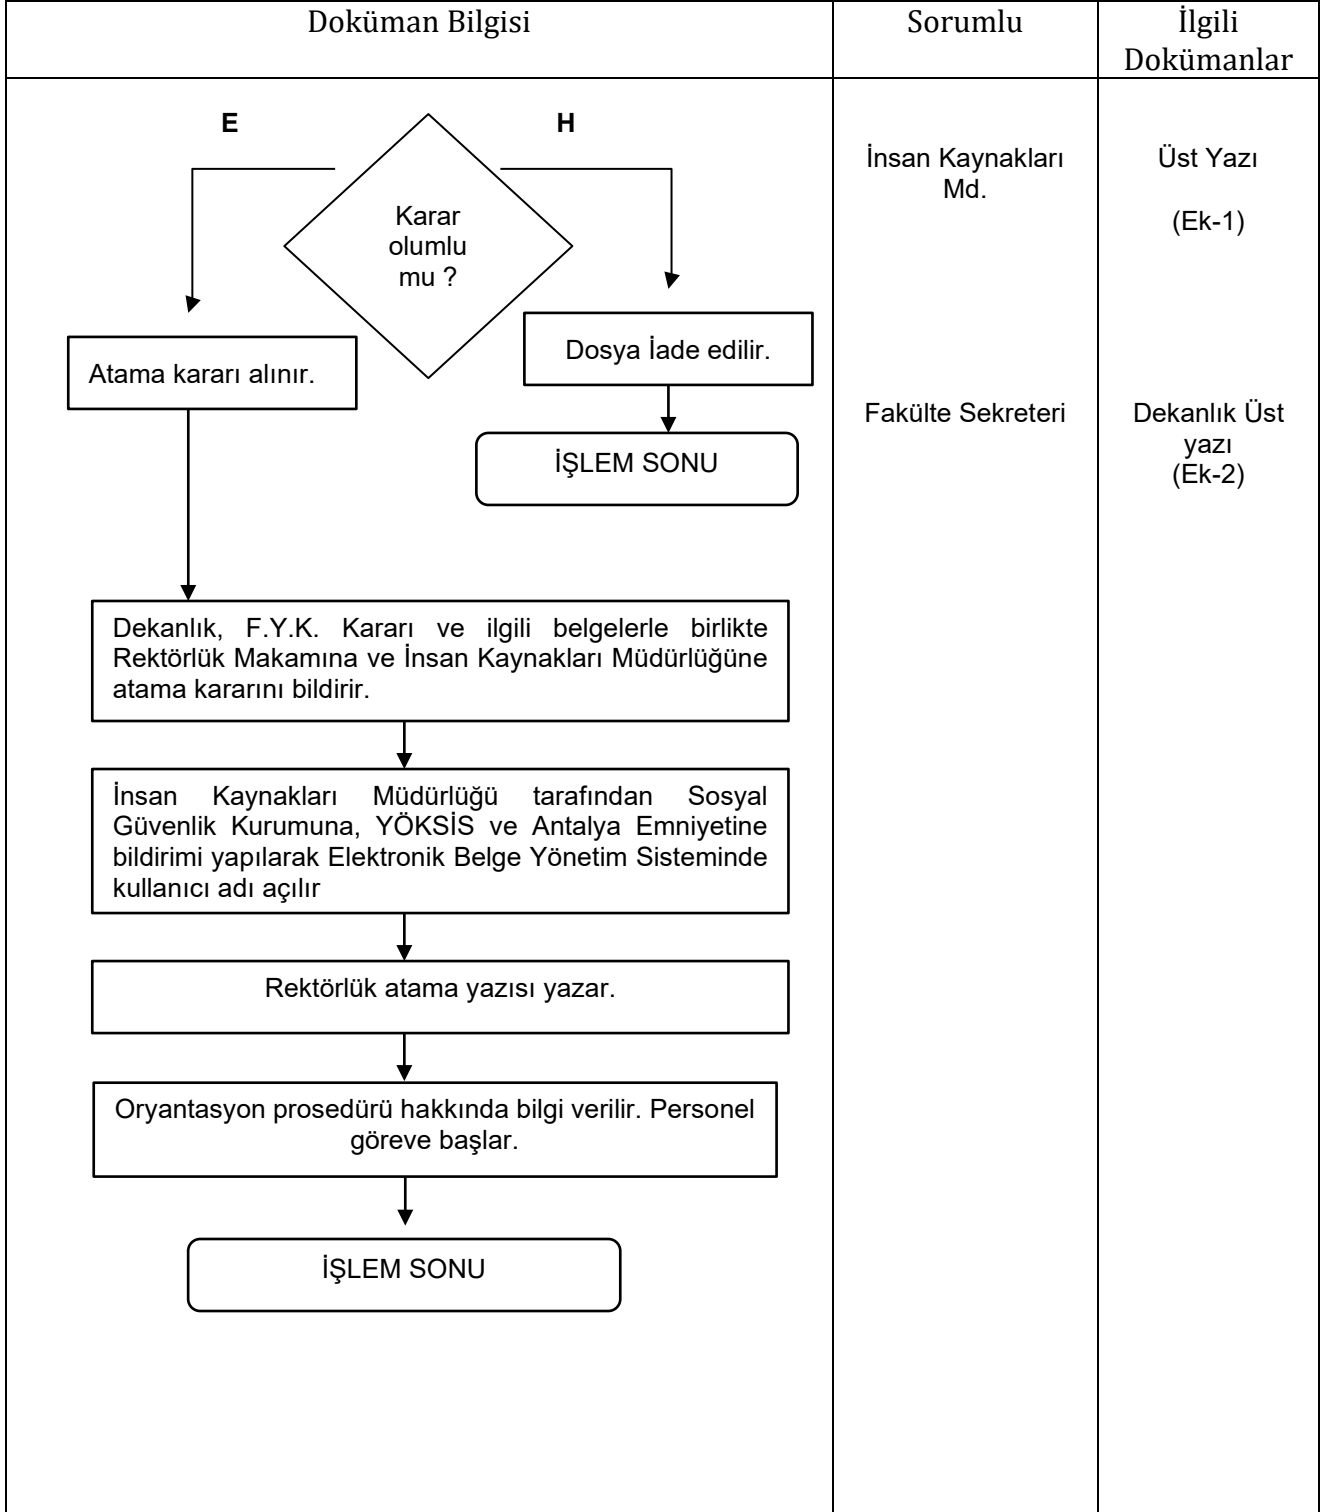 Doküman Bilgisi
Sorumlu
İlgili
Dokümanlar
E
H
Karar
olumlu
mu ?
Dosya İade edilir.
Atama kararı alınır.
İŞLEM SONU
Dekanlık, F.Y.K. Kararı ve ilgili belgelerle birlikte
Rektörlük Makamına ve İnsan Kaynakları Müdürlüğüne
atama kararını bildirir.
İnsan Kaynakları Müdürlüğü tarafından Sosyal
Güvenlik Kurumuna, YÖKSİS ve Antalya Emniyetine
bildirimi yapılarak Elektronik Belge Yönetim Sisteminde
kullanıcı adı açılır
Rektörlük atama yazısı yazar.
Oryantasyon prosedürü hakkında bilgi verilir. Personel
göreve başlar.
İŞLEM SONU
İnsan Kaynakları
Md.
Fakülte Sekreteri
Üst Yazı
(Ek-1)
Dekanlık Üst
yazı
(Ek-2)